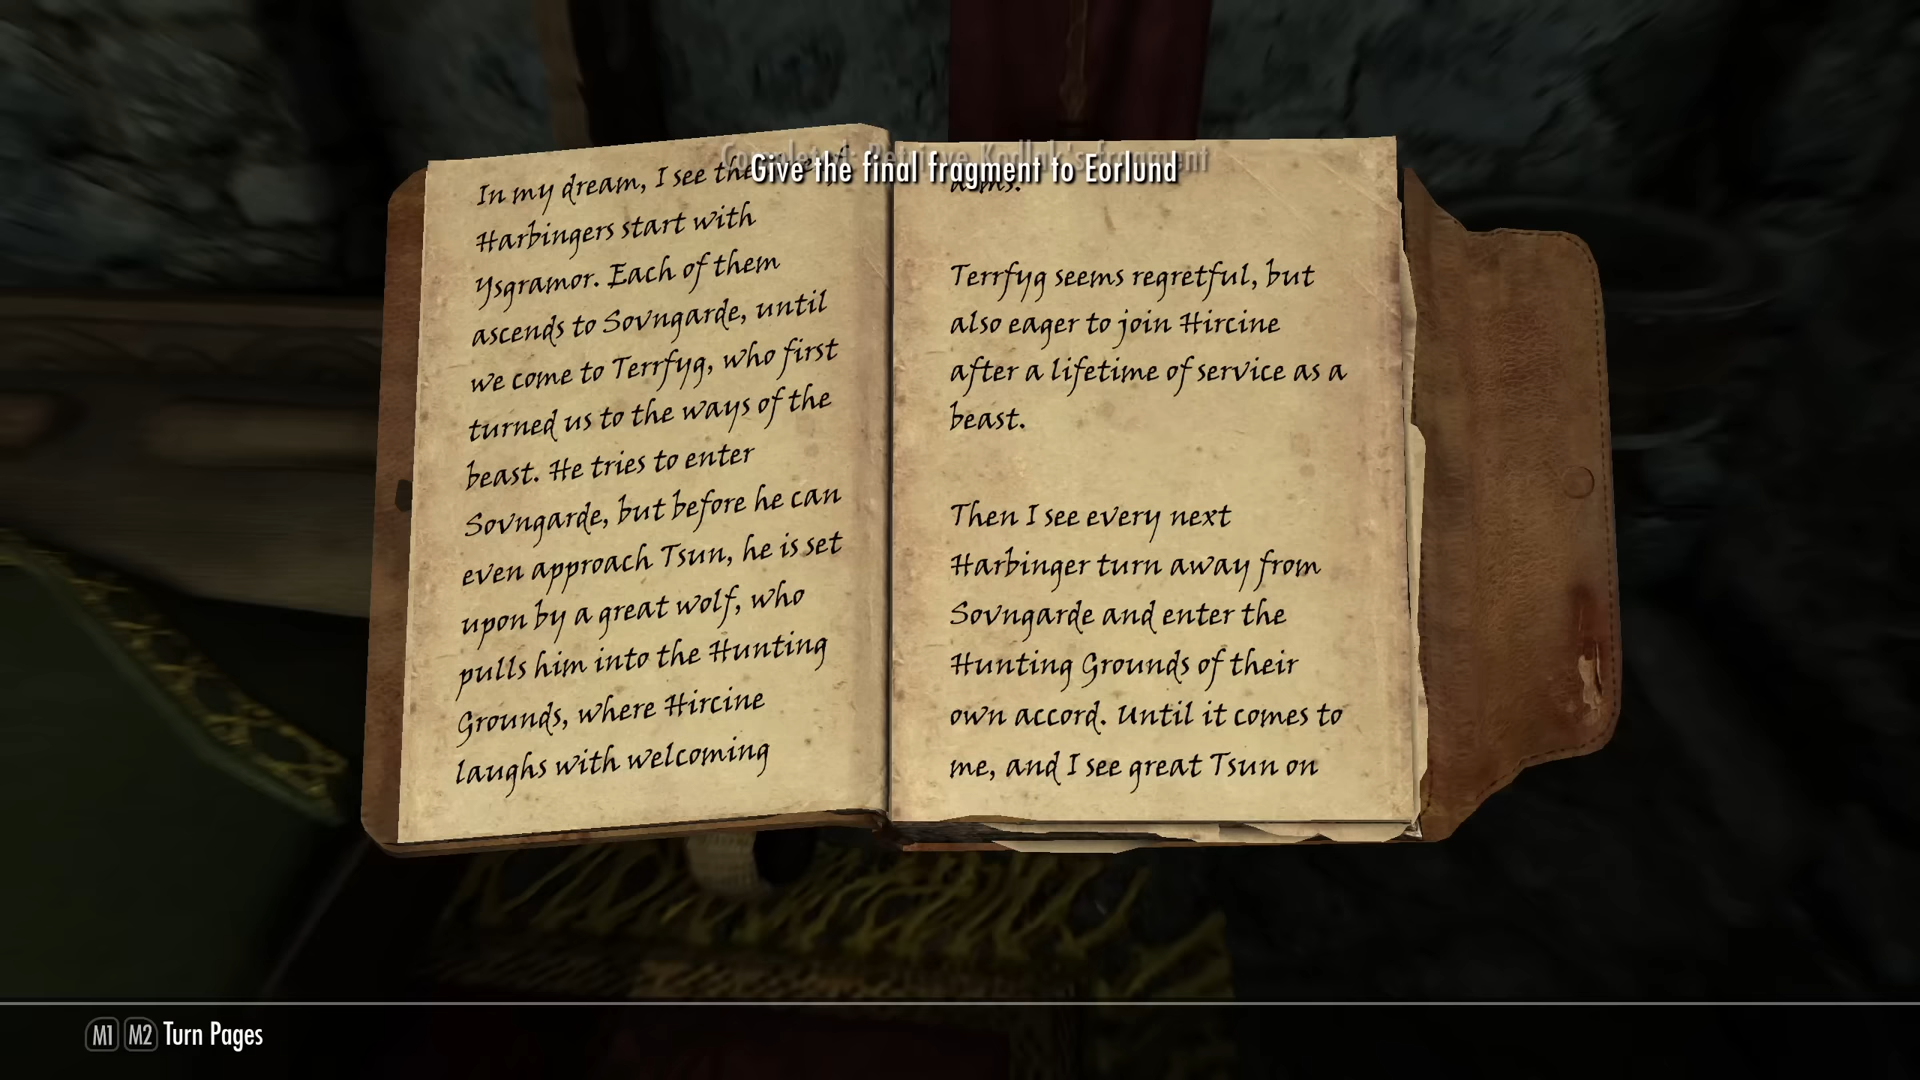 Give the final fragment to Eorlund
In my dream, I see the
Harbingers start with
Ysgramor. Each of them
ascends to Sovngarde, until
we come to Terrfyg, who first
turned us to the ways of the
beast. He tries to enter
Sovngarde, but before he can
even approach Tsun, he is set
upon by a great wolf, who
pulls him into the Hunting
Grounds, where Hircine
laughs with welcoming
arms.
Terrfyg seems regretful, but
also eager to join Hircine
after a lifetime of service as a
beast.
Then I see every next
Harbinger turn away from
Sovngarde and enter the
Hunting Grounds of their
own accord. Until it comes to
me, and I see great Tsun on
M1 M2 Turn Pages